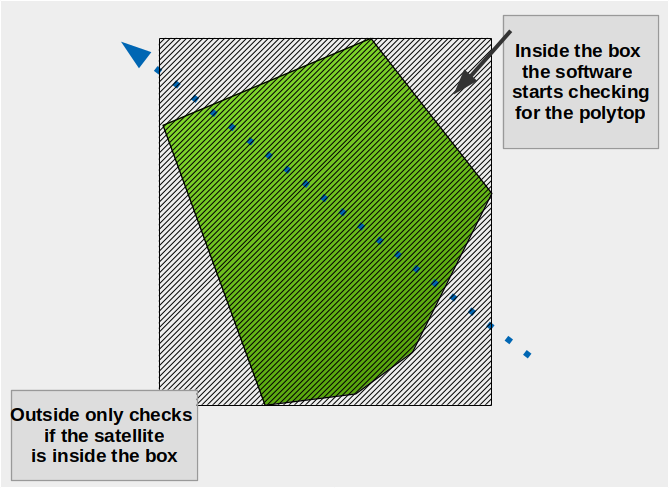 Inside the box
the software
starts checking
for the polytop
Outside only checks
if the satellite
is inside the box